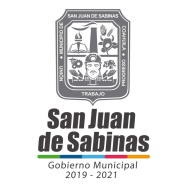 SAN JUAN DE SABINAS
TRABAJO
San Juan
de Sabinas
Gobierno Municipal
2019 - 2021